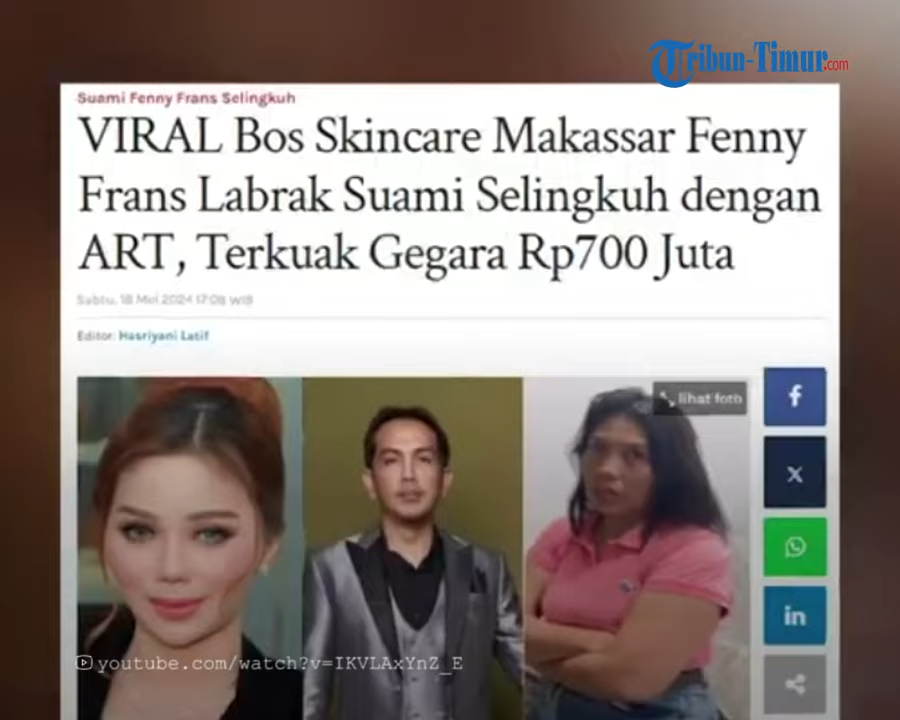 Tribun-Timur.com
Suami Fenny Frans Selingkuh
VIRAL Bos Skincare Makassar Fenny
Frans Labrak Suami Selingkuh dengan
ART, Terkuak Gegara Rp700 Juta
Sabtu, 18 Mei 2024 17:08 WIB
Editor: Hasriyani Latif
lihat foto
f
X
in
youtube.com/watch?v=IKVLAxYnZ_E